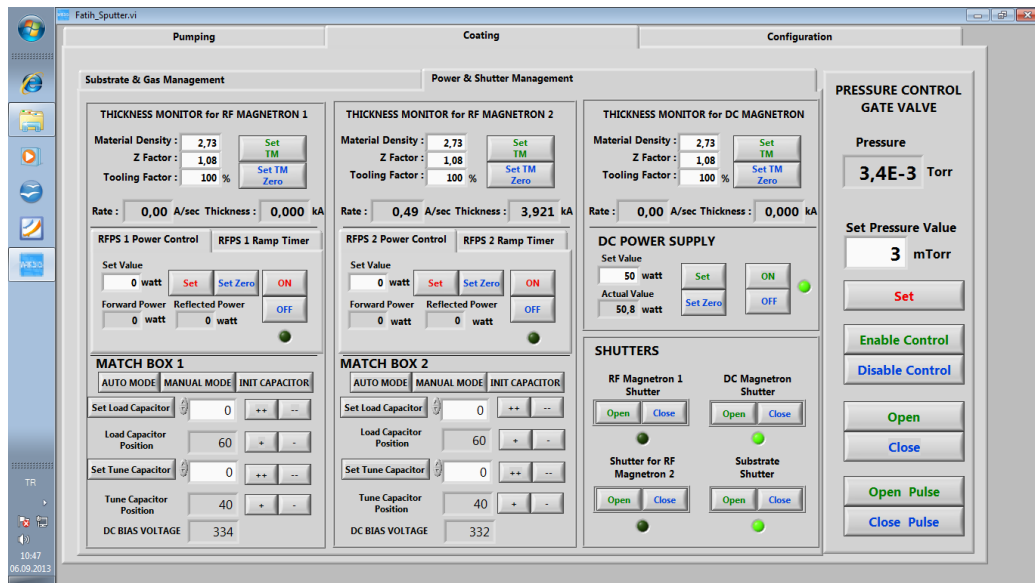 Fatih_Sputter.vi
Pumping
Coating
Configuration
Substrate & Gas Management
Power & Shutter Management
THICKNESS MONITOR for RF MAGNETRON 1
Material Density : 2,73
Set TM
Z Factor : 1,08
Set TM Zero
Tooling Factor : 100 %
Rate : 0,00 A/sec Thickness : 0,000 kA
RFPS 1 Power Control
RFPS 1 Ramp Timer
Set Value
0 watt Set Set Zero ON
Forward Power Reflected Power
0 watt 0 watt
OFF
MATCH BOX 1
AUTO MODE MANUAL MODE INIT CAPACITOR
Set Load Capacitor 0 ++ --
Load Capacitor
Position 60 + -
Set Tune Capacitor 0 ++ --
Tune Capacitor
Position 40 + -
DC BIAS VOLTAGE 334
THICKNESS MONITOR for RF MAGNETRON 2
Material Density : 2,73
Set TM
Z Factor : 1,08
Set TM Zero
Tooling Factor : 100 %
Rate : 0,49 A/sec Thickness : 3,921 kA
RFPS 2 Power Control
RFPS 2 Ramp Timer
Set Value
0 watt Set Set Zero ON
Forward Power Reflected Power
0 watt 0 watt
OFF
MATCH BOX 2
AUTO MODE MANUAL MODE INIT CAPACITOR
Set Load Capacitor 0 ++ --
Load Capacitor
Position 60 + -
Set Tune Capacitor 0 ++ --
Tune Capacitor
Position 40 + -
DC BIAS VOLTAGE 332
THICKNESS MONITOR for DC MAGNETRON
Material Density : 2,73
Set TM
Z Factor : 1,08
Set TM Zero
Tooling Factor : 100 %
Rate : 0,00 A/sec Thickness : 0,000 kA
DC POWER SUPPLY
Set Value
50 watt Set ON
Actual Value
50,8 watt Set Zero OFF
SHUTTERS
RF Magnetron 1
Shutter
Open Close
DC Magnetron
Shutter
Open Close
Shutter for RF
Magnetron 2
Open Close
Substrate
Shutter
Open Close
PRESSURE CONTROL
GATE VALVE
Pressure
3,4E-3 Torr
Set Pressure Value
3 mTorr
Set
Enable Control
Disable Control
Open
Close
Open Pulse
Close Pulse
TR
10:47
06.09.2013